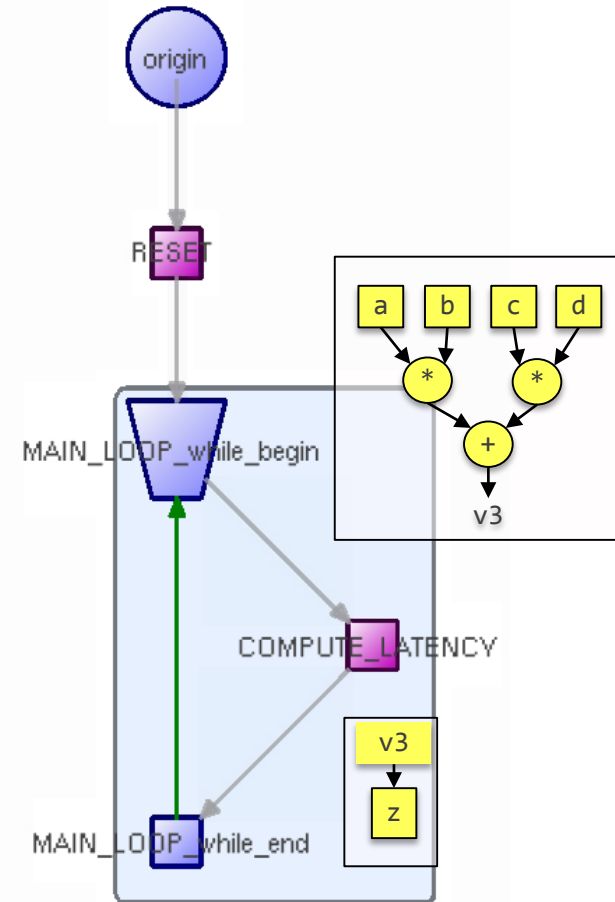 origin
RESET
a b c d
* *
+
MAIN_LOOP_while_begin
v3
COMPUTE_LATENCY
v3
z
MAIN_LOOP_while_end